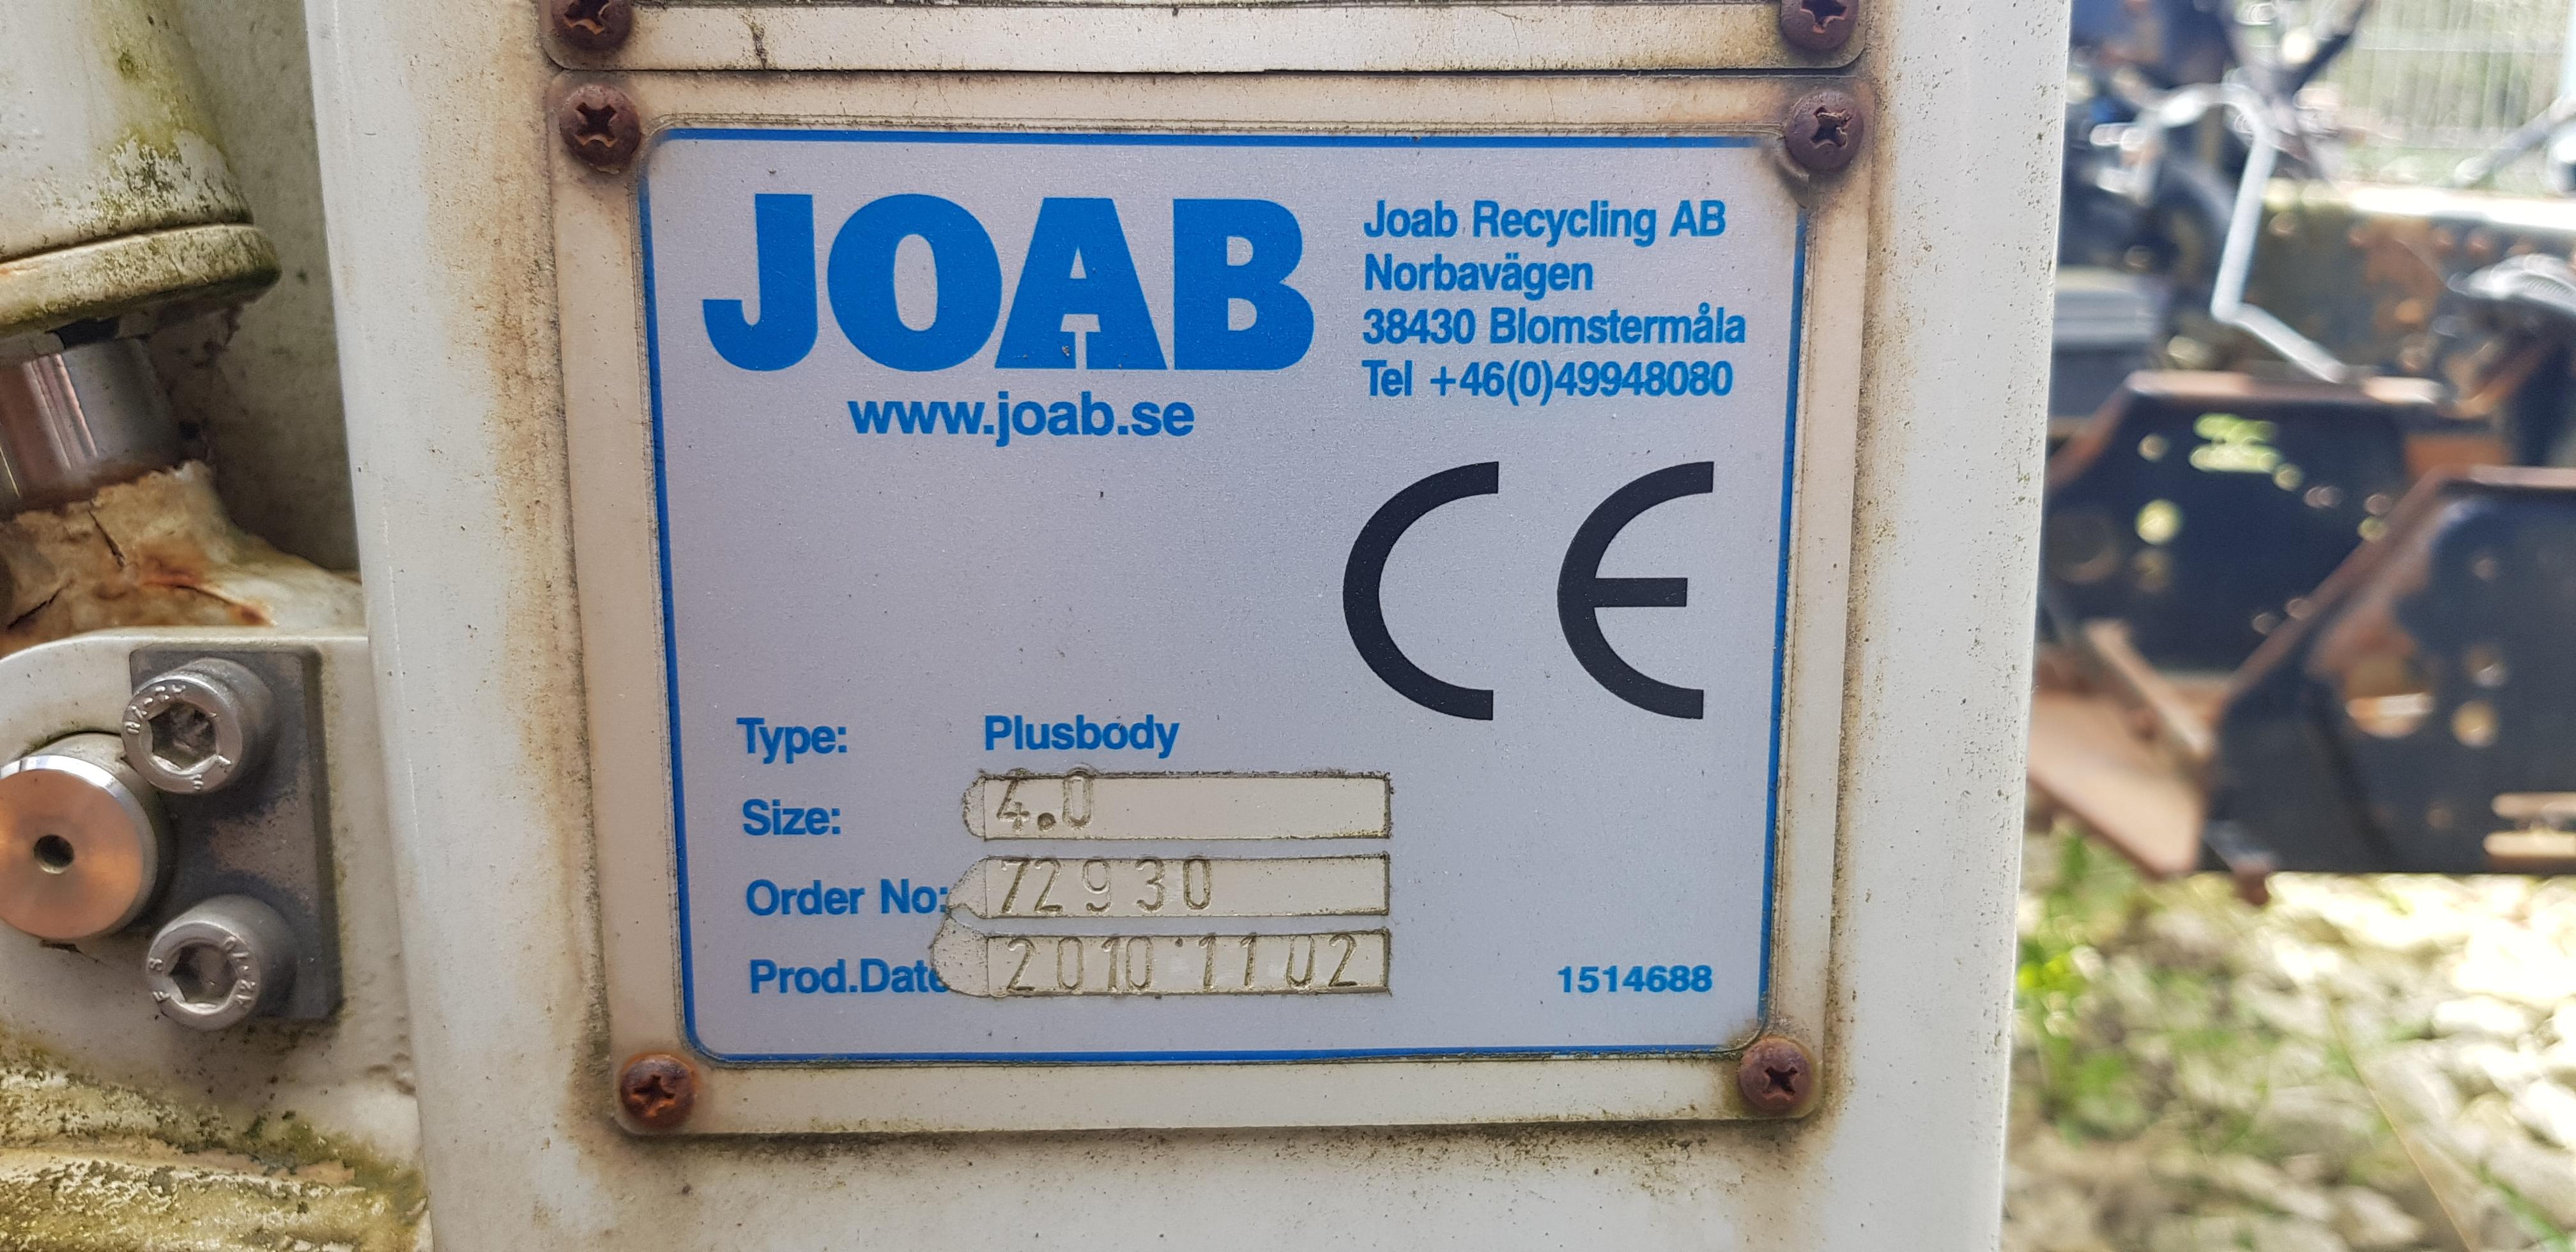 JOAB
www.joab.se
Joab Recycling AB
Norbavägen
38430 Blomstermåla
Tel +46(0)49948080
CE
Type: Plusbody
Size: 4.0
Order No: 72930
Prod.Date 2010 11 02
1514688